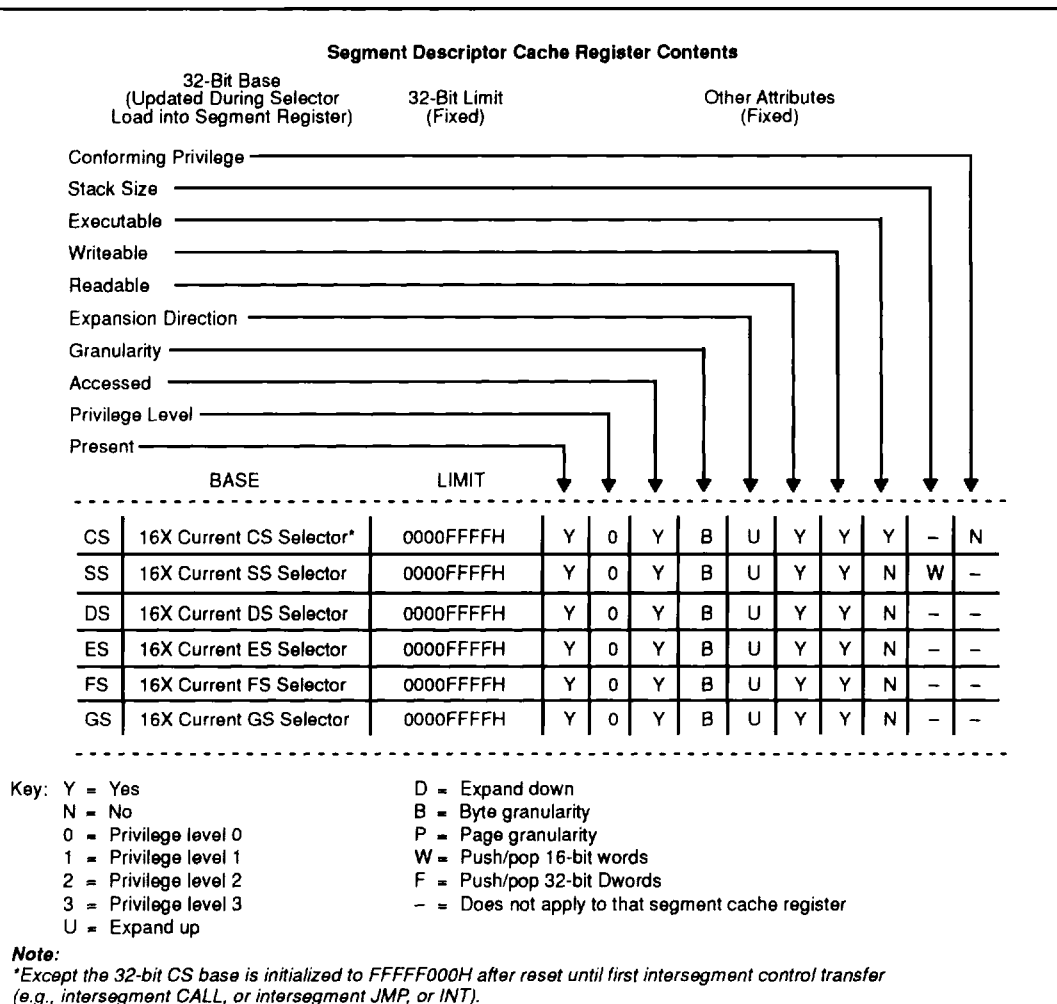 Segment Descriptor Cache Register Contents
32-Bit Base
(Updated During Selector
Load into Segment Register)
32-Bit Limit
(Fixed)
Other Attributes
(Fixed)
Conforming Privilege
Stack Size
Executable
Writeable
Readable
Expansion Direction
Granularity
Accessed
Privilege Level
Present
BASE LIMIT
CS 16X Current CS Selector* 0000FFFFH Y 0 Y B U Y Y Y – N
SS 16X Current SS Selector 0000FFFFH Y 0 Y B U Y Y N W –
DS 16X Current DS Selector 0000FFFFH Y 0 Y B U Y Y N – –
ES 16X Current ES Selector 0000FFFFH Y 0 Y B U Y Y N – –
FS 16X Current FS Selector 0000FFFFH Y 0 Y B U Y Y N – –
GS 16X Current GS Selector 0000FFFFH Y 0 Y B U Y Y N – –
Key: Y = Yes
N = No
0 = Privilege level 0
1 = Privilege level 1
2 = Privilege level 2
3 = Privilege level 3
U = Expand up
D = Expand down
B = Byte granularity
P = Page granularity
W = Push/pop 16-bit words
F = Push/pop 32-bit Dwords
– = Does not apply to that segment cache register
Note:
*Except the 32-bit CS base is initialized to FFFFF000H after reset until first intersegment control transfer
(e.g., intersegment CALL, or intersegment JMP, or INT).